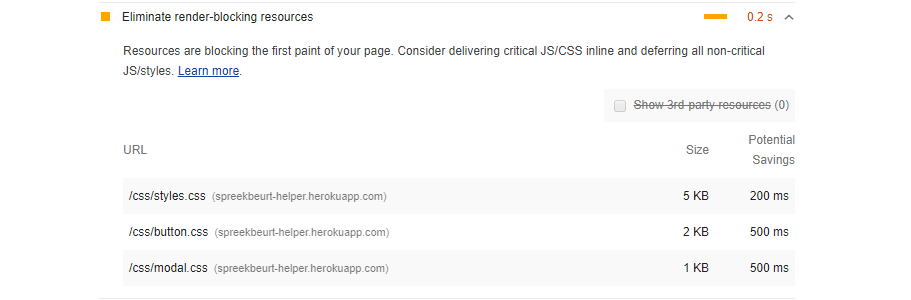 Eliminate render-blocking resources 0.2 s
Resources are blocking the first paint of your page. Consider delivering critical JS/CSS inline and deferring all non-critical
JS/styles. Learn more.
Show 3rd-party resources (0)
URL Size Potential Savings
/css/styles.css (spreekbeurt-helper.herokuapp.com) 5 KB 200 ms
/css/button.css (spreekbeurt-helper.herokuapp.com) 2 KB 500 ms
/css/modal.css (spreekbeurt-helper.herokuapp.com) 1 KB 500 ms